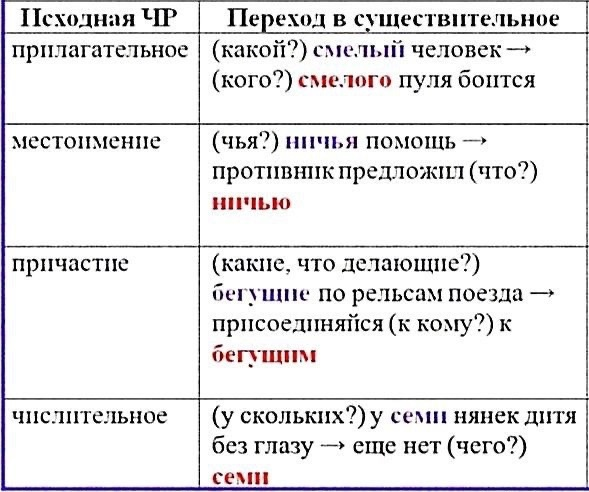 Исходная ЧР Переход в существительное
прилагательное (какой?) смелый человек →
(кого?) смелого пуля боится
местоимение (чья?) ничья помощь →
противник предложил (что?)
ничью
причастие (какие, что делающие?)
бегущие по рельсам поезда →
присоединяйся (к кому?) к
бегущим
числительное (у скольких?) у семи нянек дитя
без глазу → еще нет (чего?)
семи